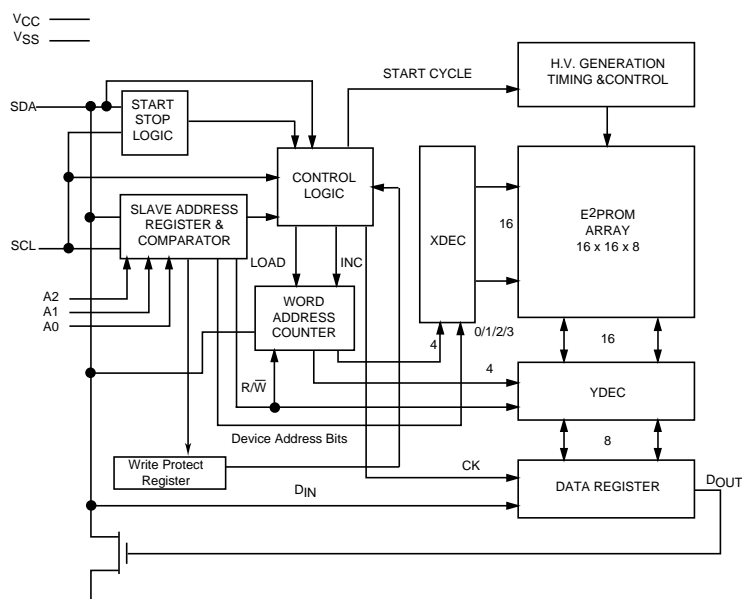 VCC
VSS
SDA
START
STOP
LOGIC
START CYCLE
H.V. GENERATION
TIMING &CONTROL
CONTROL
LOGIC
SLAVE ADDRESS
REGISTER &
COMPARATOR
SCL
A2
A1
A0
LOAD
INC
WORD
ADDRESS
COUNTER
XDEC
16
E2PROM
ARRAY
16 x 16 x 8
4
0/1/2/3
16
4
R/W̅
YDEC
Device Address Bits
8
Write Protect
Register
CK
DIN
DATA REGISTER
DOUT